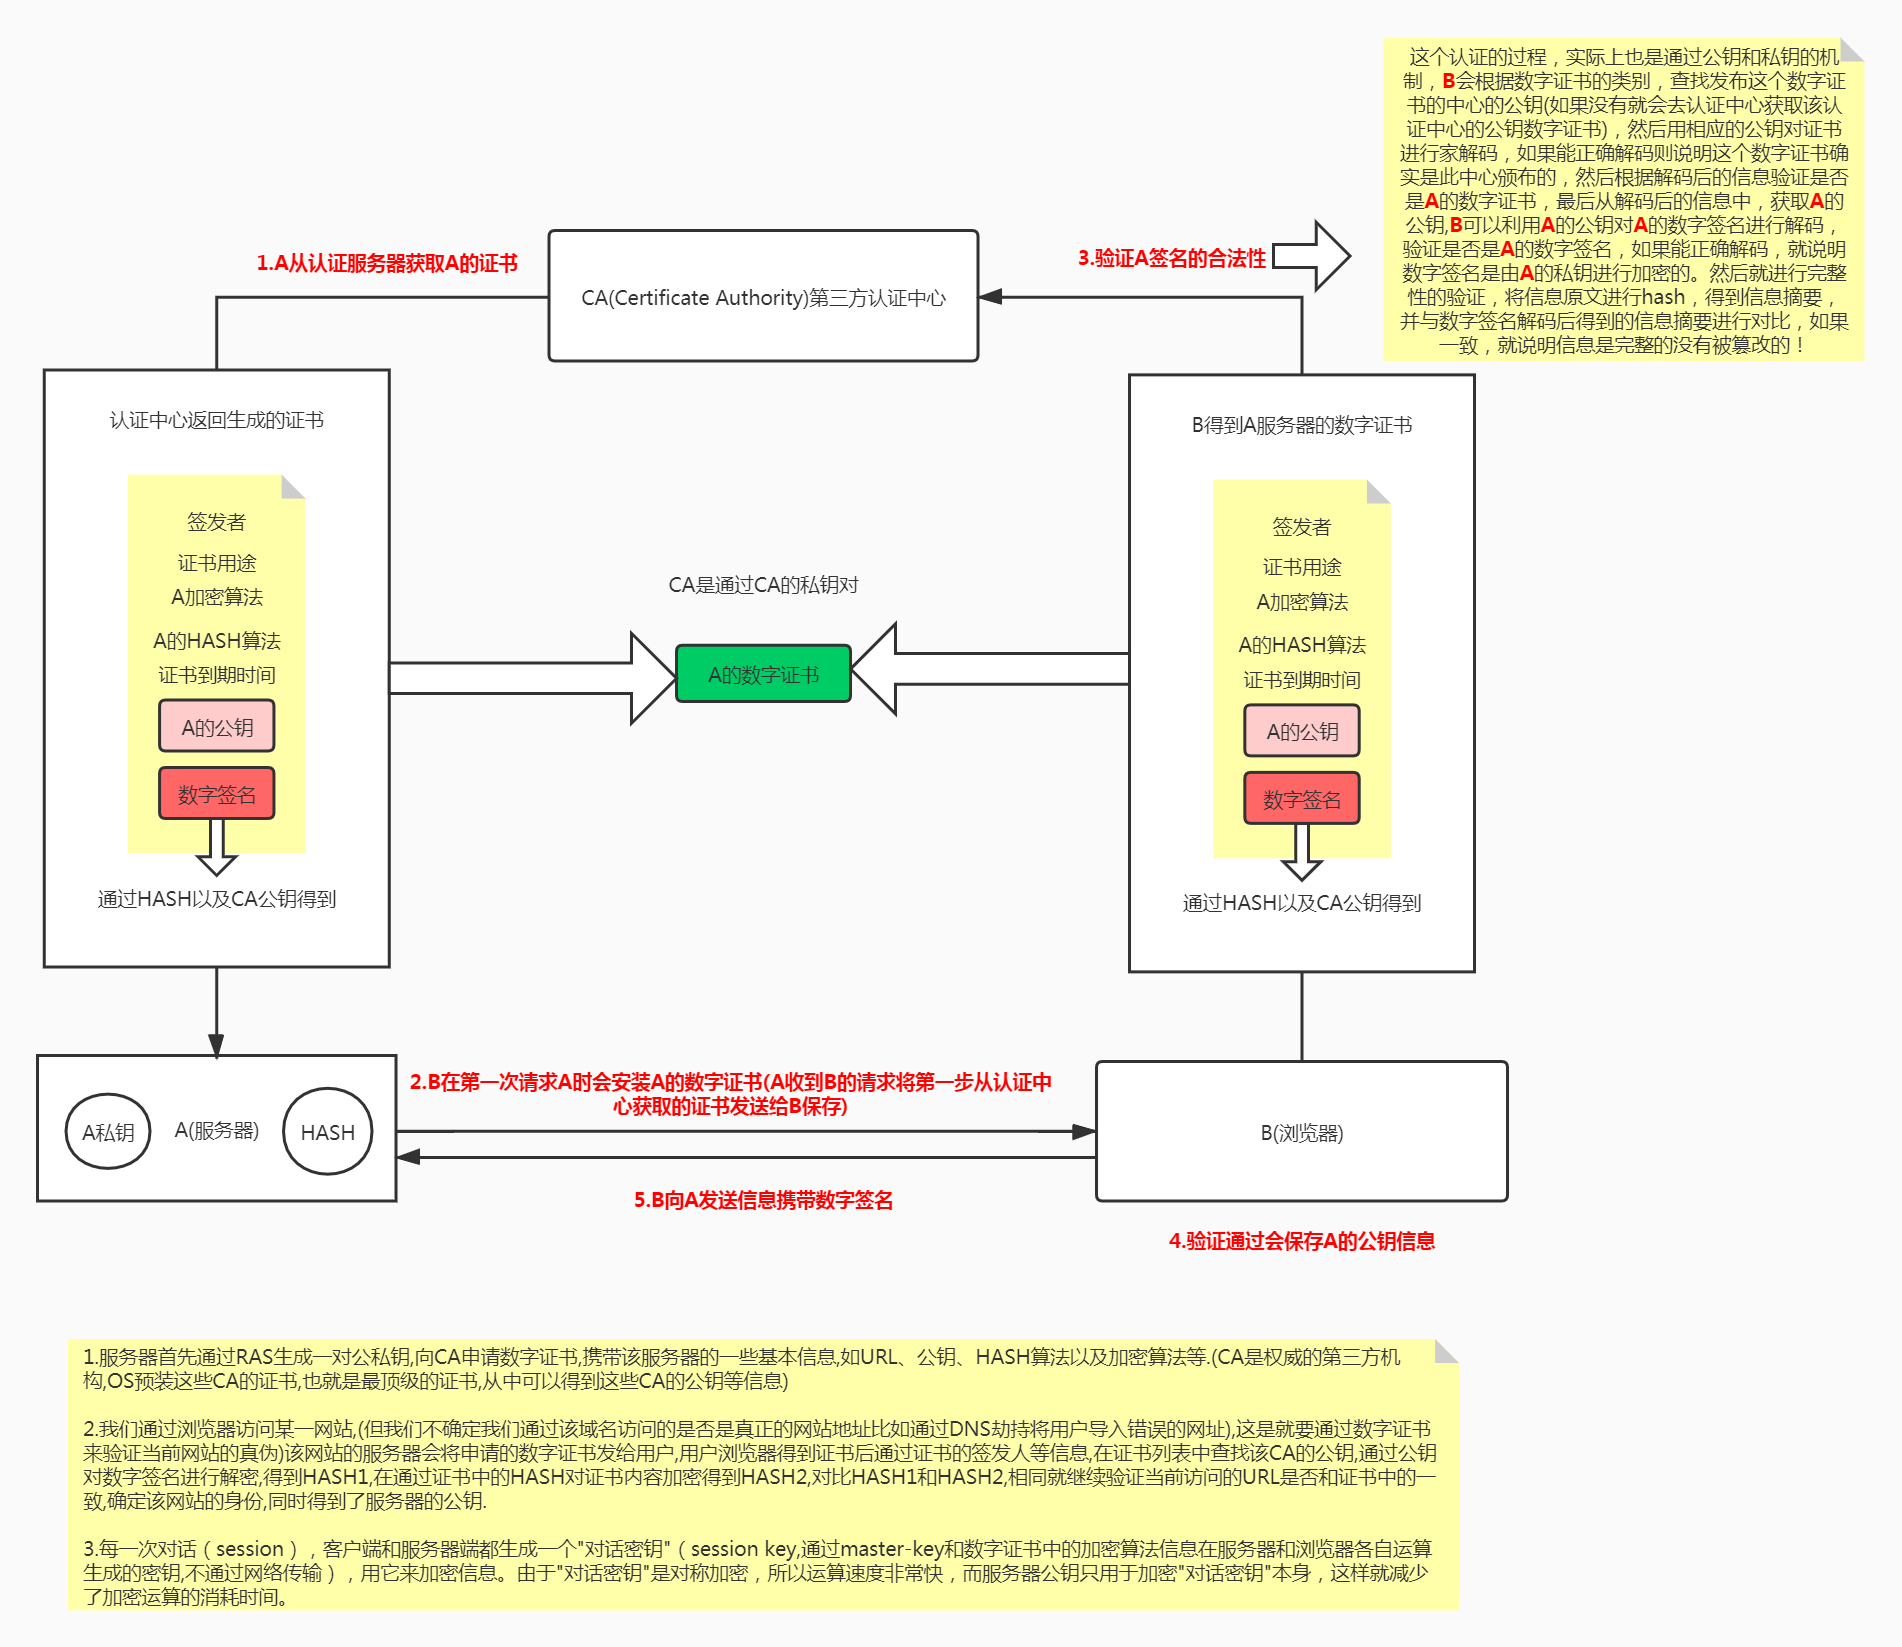 这个认证的过程，实际上也是通过公钥和私钥的机
制，B会根据数字证书的类别，查找发布这个数字证
书的中心的公钥(如果没有就会去认证中心获取该认
证中心的公钥数字证书)，然后用相应的公钥对证书
进行家解码，如果能正确解码则说明这个数字证书确
实是此中心颁布的，然后根据解码后的信息验证是否
是A的数字证书，最后从解码后的信息中，获取A的
公钥,B可以利用A的公钥对A的数字签名进行解码，
验证是否是A的数字签名，如果能正确解码，就说明
数字签名是由A的私钥进行加密的。然后就进行完整
性的验证，将信息原文进行hash，得到信息摘要，
并与数字签名解码后得到的信息摘要进行对比，如果
一致，就说明信息是完整的没有被篡改的！
1.A从认证服务器获取A的证书
3.验证A签名的合法性
CA(Certificate Authority)第三方认证中心
认证中心返回生成的证书
签发者
证书用途
A加密算法
A的HASH算法
证书到期时间
A的公钥
数字签名
通过HASH以及CA公钥得到
CA是通过CA的私钥对
A的数字证书
B得到A服务器的数字证书
签发者
证书用途
A加密算法
A的HASH算法
证书到期时间
A的公钥
数字签名
通过HASH以及CA公钥得到
A私钥
A(服务器)
HASH
2.B在第一次请求A时会安装A的数字证书(A收到B的请求将第一步从认证中
心获取的证书发送给B保存)
B(浏览器)
5.B向A发送信息携带数字签名
4.验证通过会保存A的公钥信息
1.服务器首先通过RAS生成一对公私钥,向CA申请数字证书,携带该服务器的一些基本信息,如URL、公钥、HASH算法以及加密算法等.(CA是权威的第三方机
构,OS预装这些CA的证书,也就是最顶级的证书,从中可以得到这些CA的公钥等信息)
2.我们通过浏览器访问某一网站,(但我们不确定我们通过该域名访问的是否是真正的网站地址比如通过DNS劫持将用户导入错误的网址),这是就要通过数字证书
来验证当前网站的真伪)该网站的服务器会将申请的数字证书发给用户,用户浏览器得到证书后通过证书的签发人等信息,在证书列表中查找该CA的公钥,通过公钥
对数字签名进行解密,得到HASH1,在通过证书中的HASH对证书内容加密得到HASH2,对比HASH1和HASH2,相同就继续验证当前访问的URL是否和证书中的一
致,确定该网站的身份,同时得到了服务器的公钥.
3.每一次对话（session），客户端和服务器端都生成一个"对话密钥"（session key,通过master-key和数字证书中的加密算法信息在服务器和浏览器各自运算
生成的密钥,不通过网络传输），用它来加密信息。由于"对话密钥"是对称加密，所以运算速度非常快，而服务器公钥只用于加密"对话密钥"本身，这样就减少
了加密运算的消耗时间。